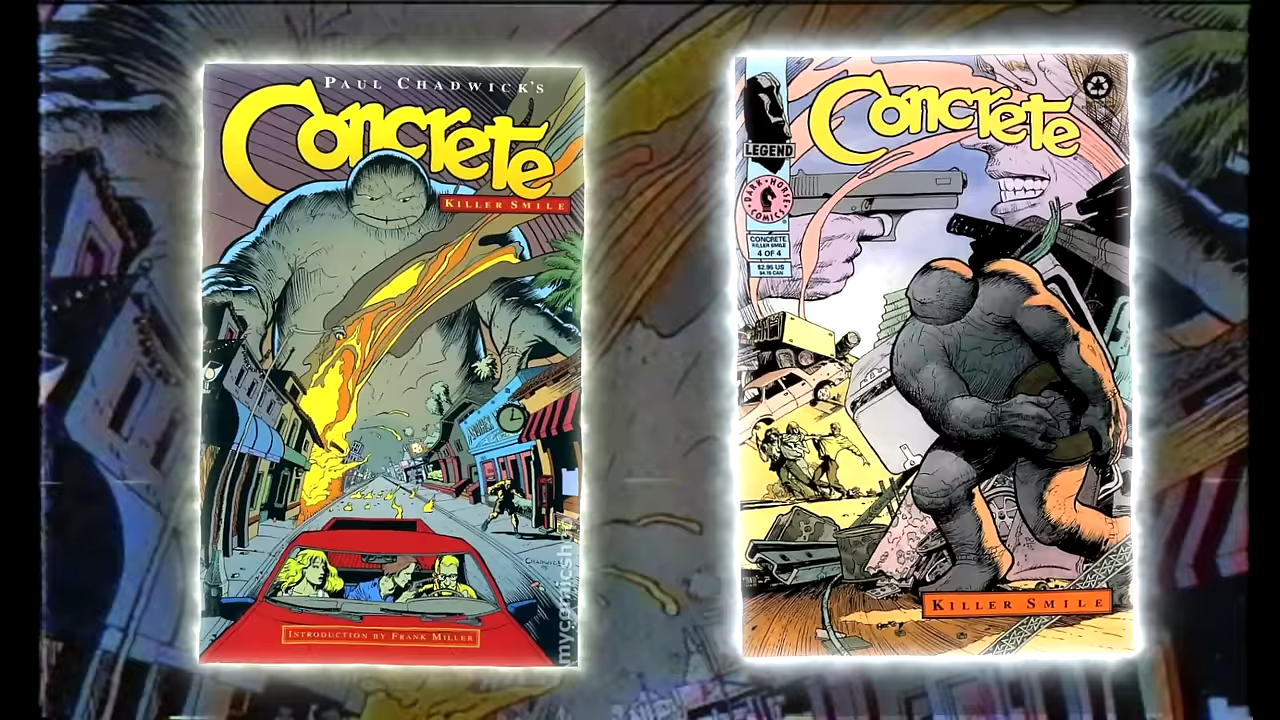 PAUL CHADWICK'S
CONCRETE
KILLER SMILE
CHADWICK
INTRODUCTION BY FRANK MILLER
CONCRETE
LEGEND
DARK HORSE COMICS
CONCRETE
KILLER SMILE
4 OF 4
$2.95 US
$4.15 CAN
KILLER SMILE